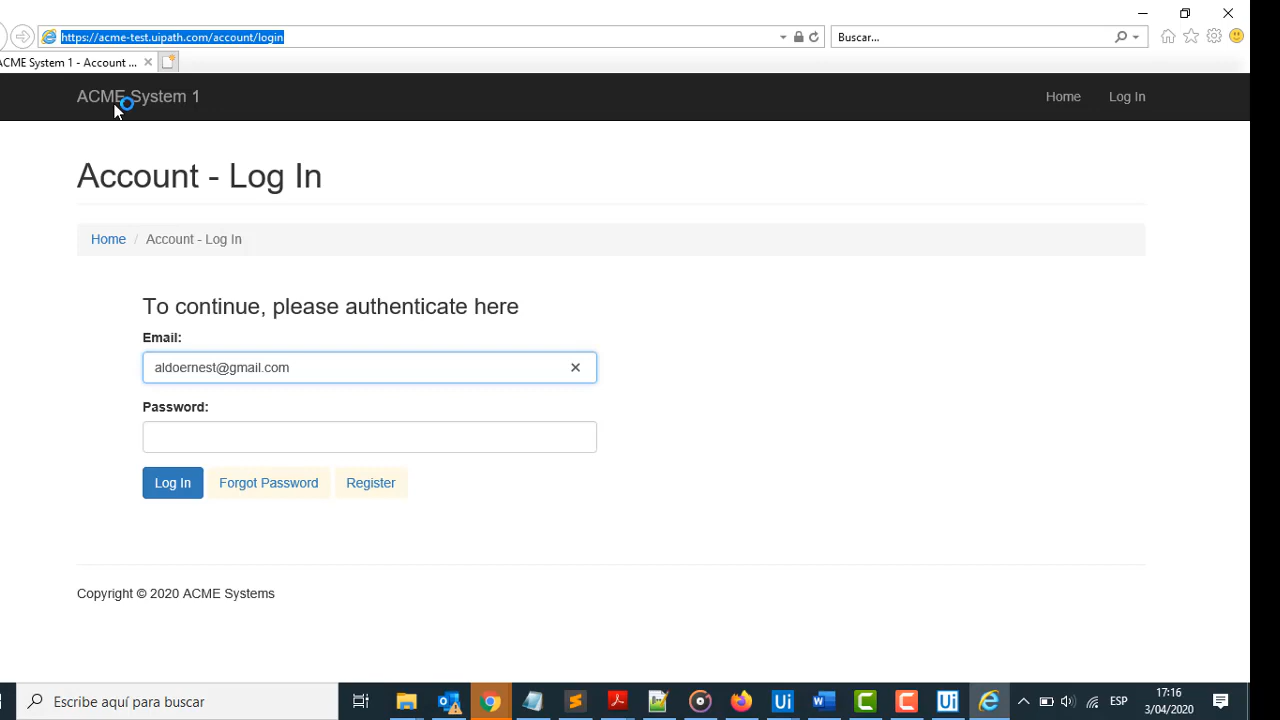 https://acme-test.uipath.com/account/login
Buscar...
ACME System 1 - Account ...
ACME System 1
Home
Log In
Account - Log In
Home / Account - Log In
To continue, please authenticate here
Email:
aldoernest@gmail.com
Password:
Log In
Forgot Password
Register
Copyright © 2020 ACME Systems
Escribe aquí para buscar
Ui
Ui
ESP
17:16
3/04/2020